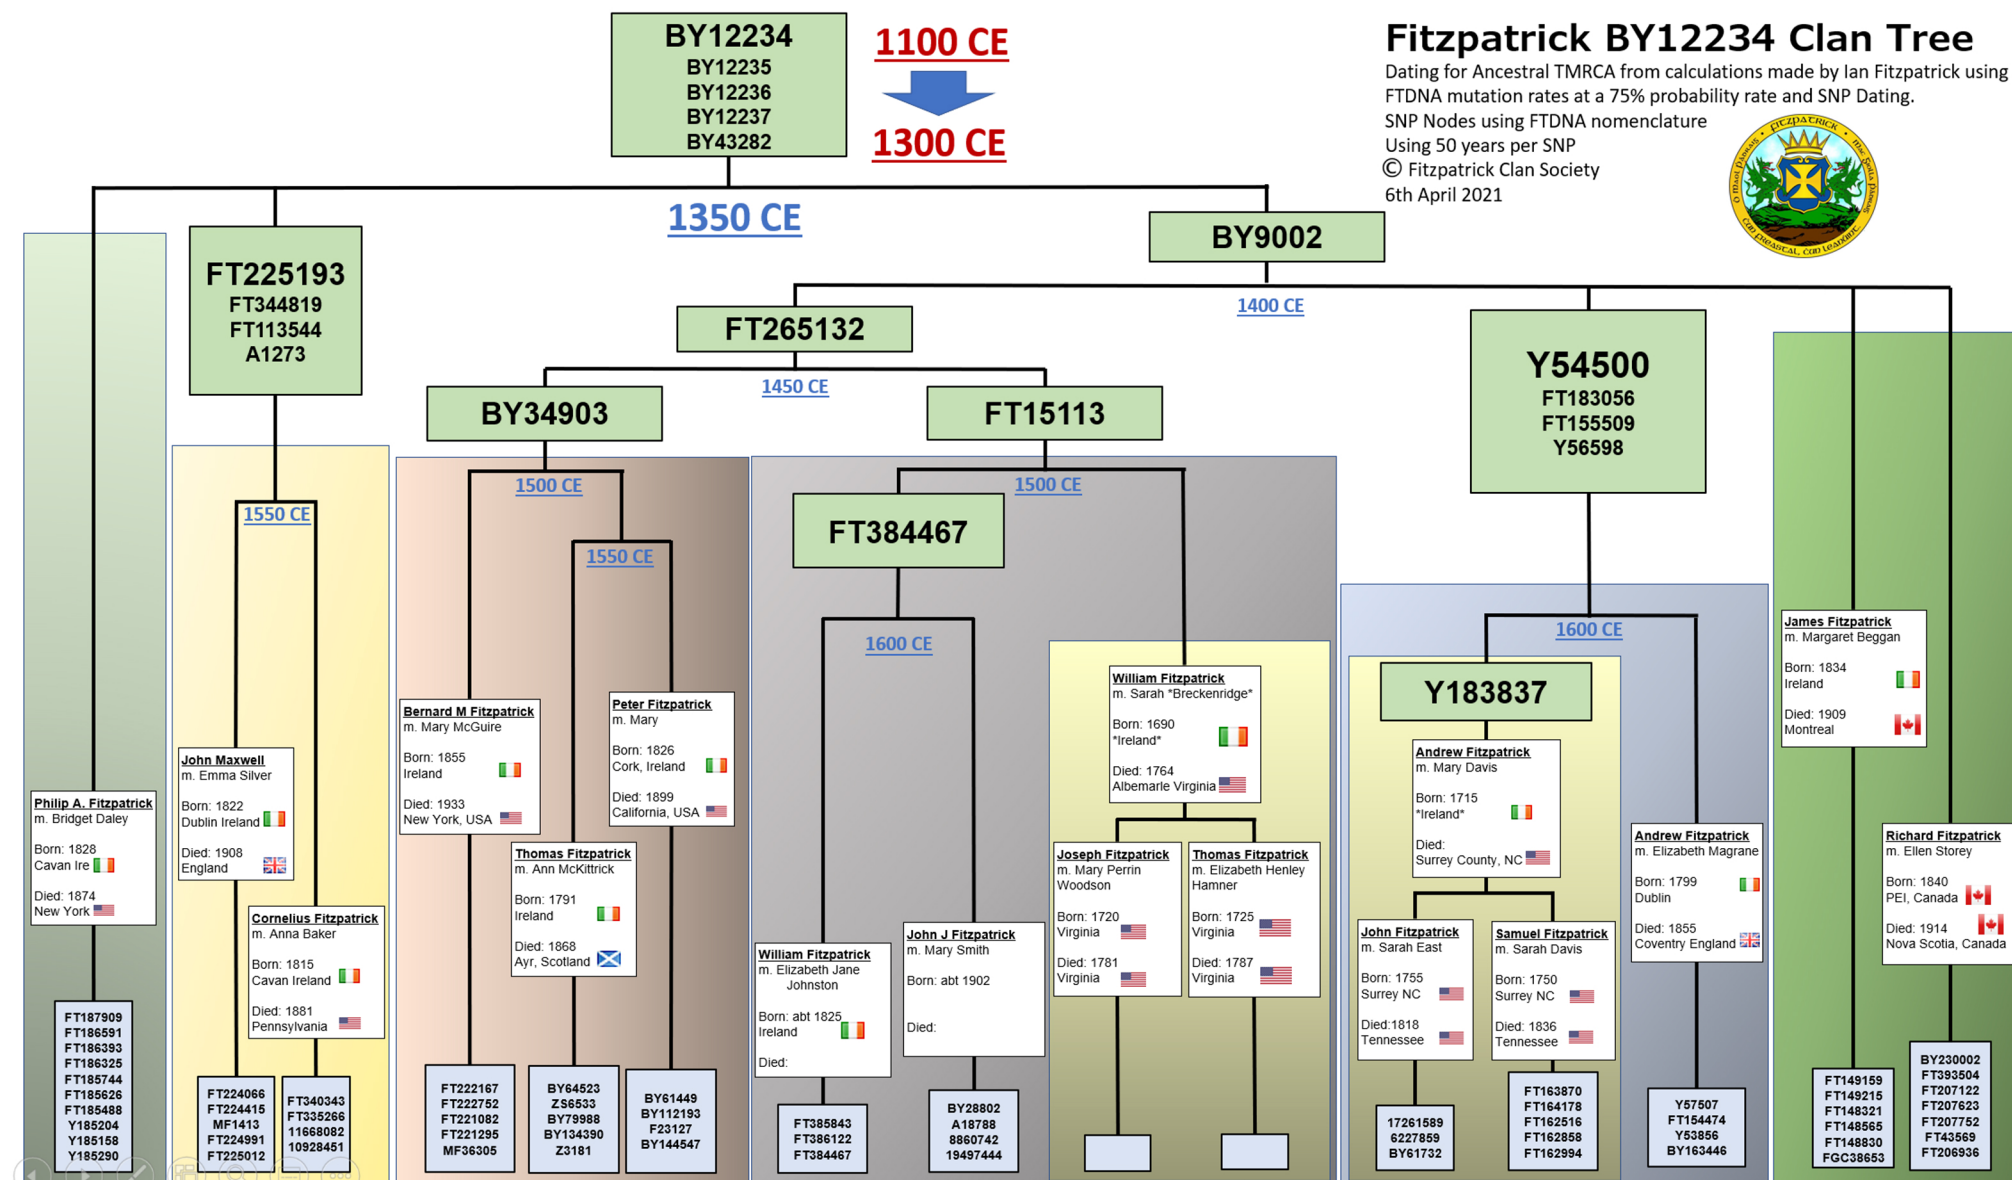 BY12234
BY12235
BY12236
BY12237
BY43282
1100 CE
1300 CE
Fitzpatrick BY12234 Clan Tree
Dating for Ancestral TMRCA from calculations made by Ian Fitzpatrick using
FTDNA mutation rates at a 75% probability rate and SNP Dating.
SNP Nodes using FTDNA nomenclature
Using 50 years per SNP
© Fitzpatrick Clan Society
6th April 2021
FITZPATRICK
1350 CE
BY9002
FT225193
FT344819
FT113544
A1273
1400 CE
FT265132
1450 CE
Y54500
FT183056
FT155509
Y56598
BY34903
FT15113
1550 CE
1500 CE
1500 CE
FT384467
1550 CE
1600 CE
1600 CE
Y183837
Philip A. Fitzpatrick
m. Bridget Daley
Born: 1828
Cavan Ire
Died: 1874
New York
John Maxwell
m. Emma Silver
Born: 1822
Dublin Ireland
Died: 1908
England
Cornelius Fitzpatrick
m. Anna Baker
Born: 1815
Cavan Ireland
Died: 1881
Pennsylvania
Bernard M Fitzpatrick
m. Mary McGuire
Born: 1855
Ireland
Died: 1933
New York, USA
Thomas Fitzpatrick
m. Ann McKittrick
Born: 1791
Ireland
Died: 1868
Ayr, Scotland
Peter Fitzpatrick
m. Mary
Born: 1826
Cork, Ireland
Died: 1899
California, USA
William Fitzpatrick
m. Elizabeth Jane
Johnston
Born: abt 1825
Ireland
Died:
John J Fitzpatrick
m. Mary Smith
Born: abt 1902
Died:
William Fitzpatrick
m. Sarah *Breckenridge*
Born: 1690
*Ireland*
Died: 1764
Albemarle Virginia
Joseph Fitzpatrick
m. Mary Perrin
Woodson
Born: 1720
Virginia
Died: 1781
Virginia
Thomas Fitzpatrick
m. Elizabeth Henley
Hamner
Born: 1725
Virginia
Died: 1787
Virginia
Andrew Fitzpatrick
m. Mary Davis
Born: 1715
*Ireland*
Died:
Surrey County, NC
John Fitzpatrick
m. Sarah East
Born: 1755
Surrey NC
Died:1818
Tennessee
Samuel Fitzpatrick
m. Sarah Davis
Born: 1750
Surrey NC
Died: 1836
Tennessee
Andrew Fitzpatrick
m. Elizabeth Magrane
Born: 1799
Dublin
Died: 1855
Coventry England
James Fitzpatrick
m. Margaret Beggan
Born: 1834
Ireland
Died: 1909
Montreal
Richard Fitzpatrick
m. Ellen Storey
Born: 1840
PEI, Canada
Died: 1914
Nova Scotia, Canada
FT187909
FT186591
FT186393
FT186325
FT185744
FT185626
FT185488
Y185204
Y185158
Y185290
FT224066
FT224415
MF1413
FT224991
FT225012
FT340343
FT335266
11668082
10928451
FT222167
FT222752
FT221082
FT221295
MF36305
BY64523
ZS6533
BY79988
BY134390
Z3181
BY61449
BY112193
F23127
BY144547
FT385843
FT386122
FT384467
BY28802
A18788
8860742
19497444
17261589
6227859
BY61732
FT163870
FT164178
FT162516
FT162858
FT162994
Y57507
FT154474
Y53856
BY163446
FT149159
FT149215
FT148321
FT148565
FT148830
FGC38653
BY230002
FT393504
FT207122
FT207623
FT207752
FT43569
FT206936